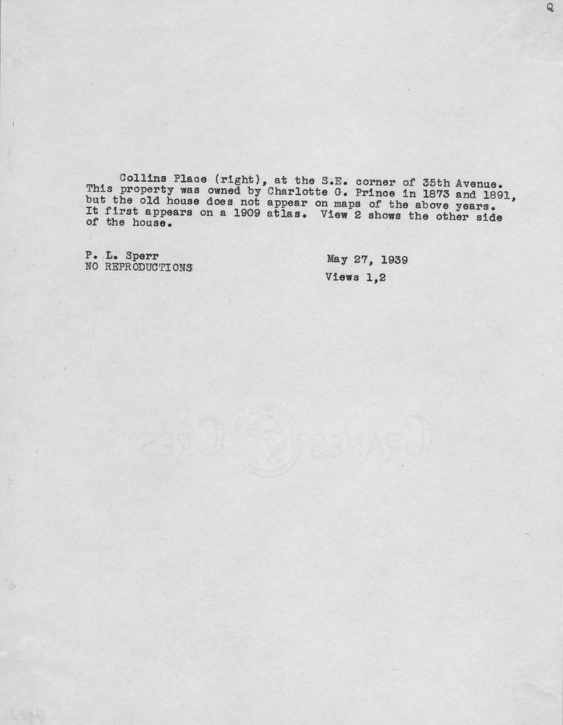 Q
Collins Place (right), at the S.E. corner of 35th Avenue.
This property was owned by Charlotte G. Prince in 1873 and 1891,
but the old house does not appear on maps of the above years.
It first appears on a 1909 atlas.  View 2 shows the other side
of the house.
P. L. Sperr
May 27, 1939
NO REPRODUCTIONS
Views 1,2